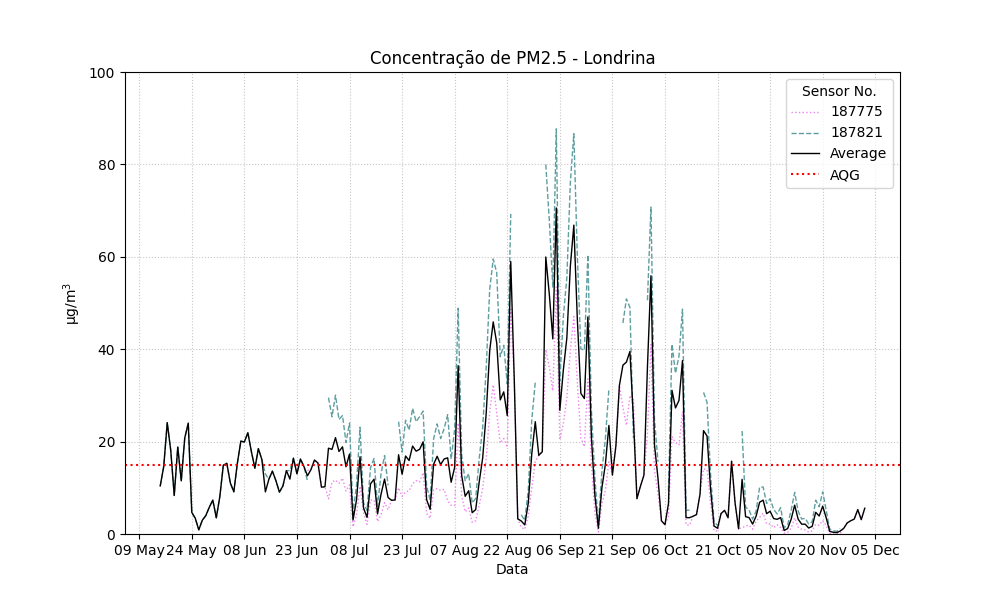 Concentração de PM2.5 - Londrina
100
80
60
40
20
0
µg/m³
Sensor No.
187775
187821
Average
AQG
09 May 24 May 08 Jun 23 Jun 08 Jul 23 Jul 07 Aug 22 Aug 06 Sep 21 Sep 06 Oct 21 Oct 05 Nov 20 Nov 05 Dec
Data